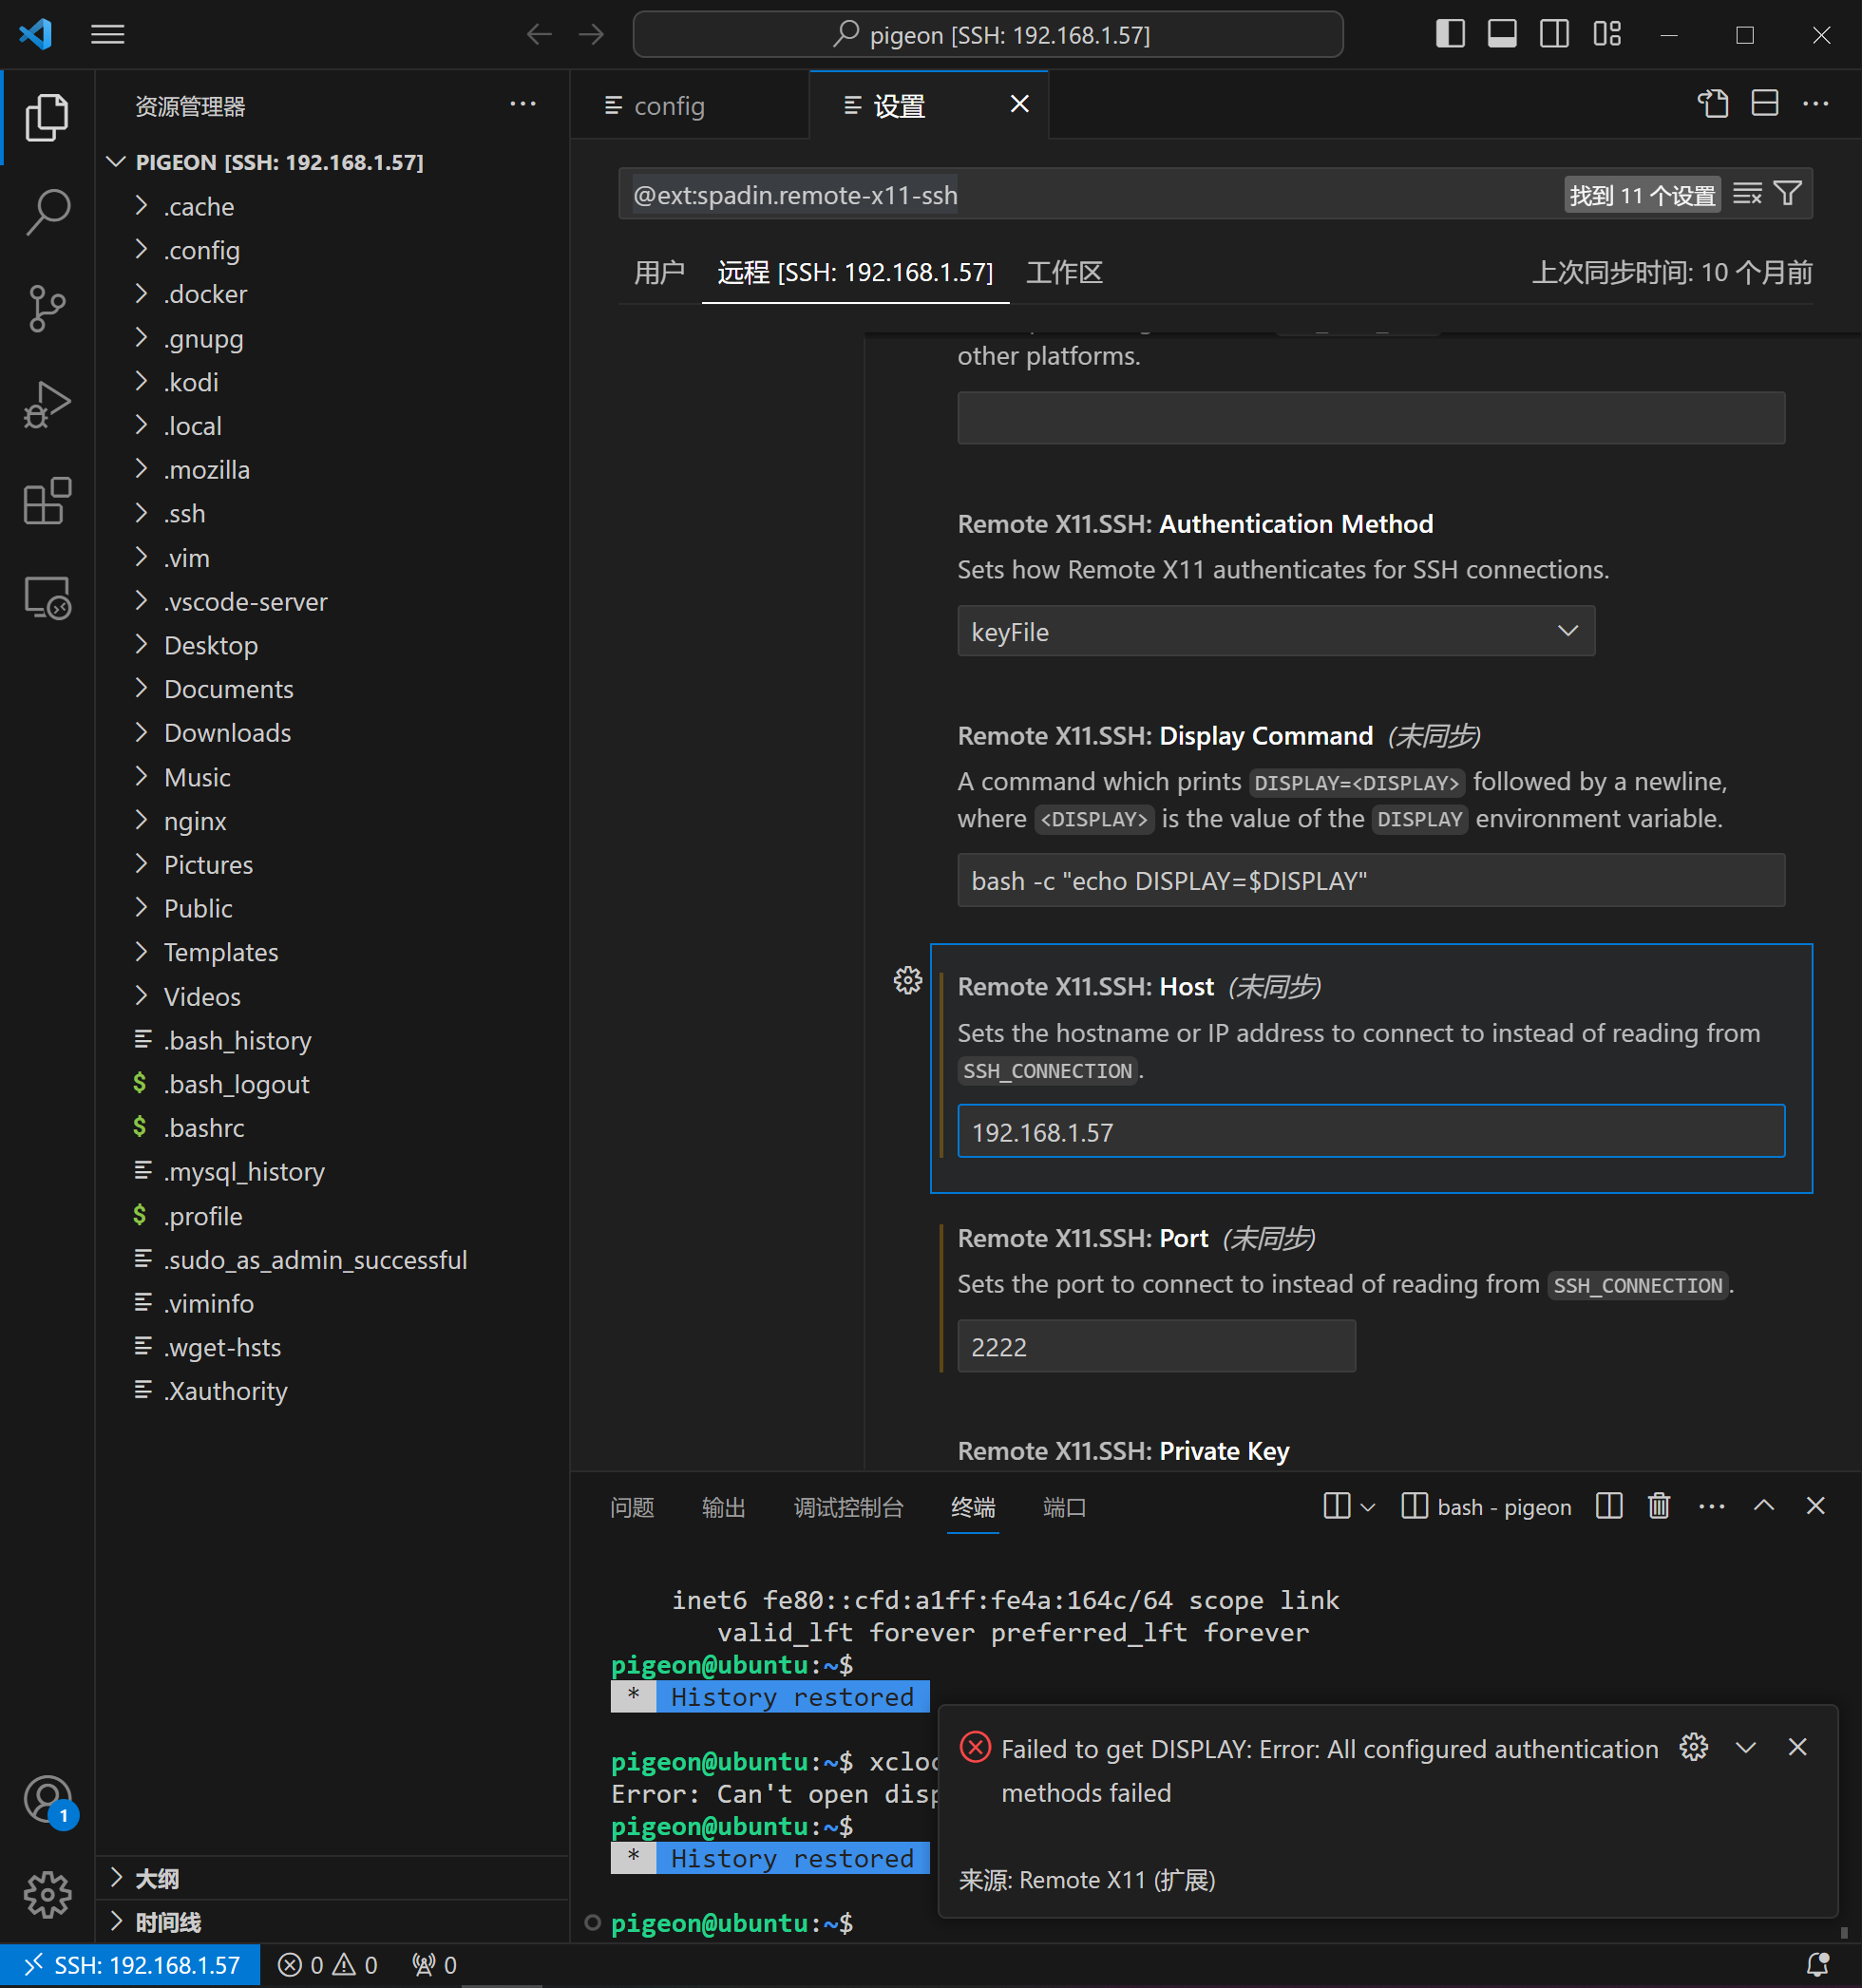 pigeon [SSH: 192.168.1.57]
资源管理器
PIGEON [SSH: 192.168.1.57]
.cache
.config
.docker
.gnupg
.kodi
.local
.mozilla
.ssh
.vim
.vscode-server
Desktop
Documents
Downloads
Music
nginx
Pictures
Public
Templates
Videos
.bash_history
$ .bash_logout
$ .bashrc
.mysql_history
$ .profile
.sudo_as_admin_successful
.viminfo
.wget-hsts
.Xauthority
大纲
时间线
1
config
设置
@ext:spadin.remote-x11-ssh
找到 11 个设置
用户
远程 [SSH: 192.168.1.57]
工作区
上次同步时间: 10 个月前
other platforms.
Remote X11.SSH: Authentication Method
Sets how Remote X11 authenticates for SSH connections.
keyFile
Remote X11.SSH: Display Command (未同步)
A command which prints DISPLAY=<DISPLAY> followed by a newline,
where <DISPLAY> is the value of the DISPLAY environment variable.
bash -c "echo DISPLAY=$DISPLAY"
Remote X11.SSH: Host (未同步)
Sets the hostname or IP address to connect to instead of reading from
SSH_CONNECTION.
192.168.1.57
Remote X11.SSH: Port (未同步)
Sets the port to connect to instead of reading from SSH_CONNECTION.
2222
Remote X11.SSH: Private Key
问题
输出
调试控制台
终端
端口
bash - pigeon
inet6 fe80::cfd:a1ff:fe4a:164c/64 scope link
valid_lft forever preferred_lft forever
pigeon@ubuntu:~$
* History restored
pigeon@ubuntu:~$ xcloc
Error: Can't open disp
pigeon@ubuntu:~$
* History restored
pigeon@ubuntu:~$
Failed to get DISPLAY: Error: All configured authentication
methods failed
来源: Remote X11 (扩展)
SSH: 192.168.1.57
0
0
0